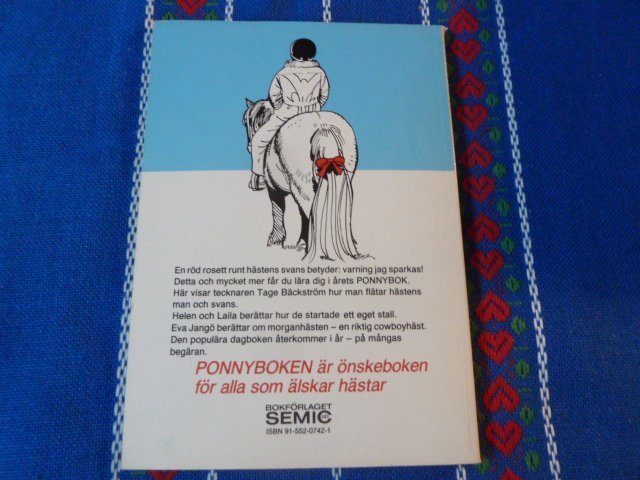 En röd rosett runt hästens svans betyder: varning jag sparkas!
Detta och mycket mer får du lära dig i årets PONNYBOK.
Här visar tecknaren Tage Bäckström hur man flätar hästens
man och svans.
Helen och Laila berättar hur de startade ett eget stall.
Eva Jangö berättar om morganhästen – en riktig cowboyhäst.
Den populära dagboken återkommer i år – på mångas
begäran.
PONNYBOKEN är önskeboken
för alla som älskar hästar
BOKFÖRLAGET
SEMIC
ISBN 91-552-0742-1